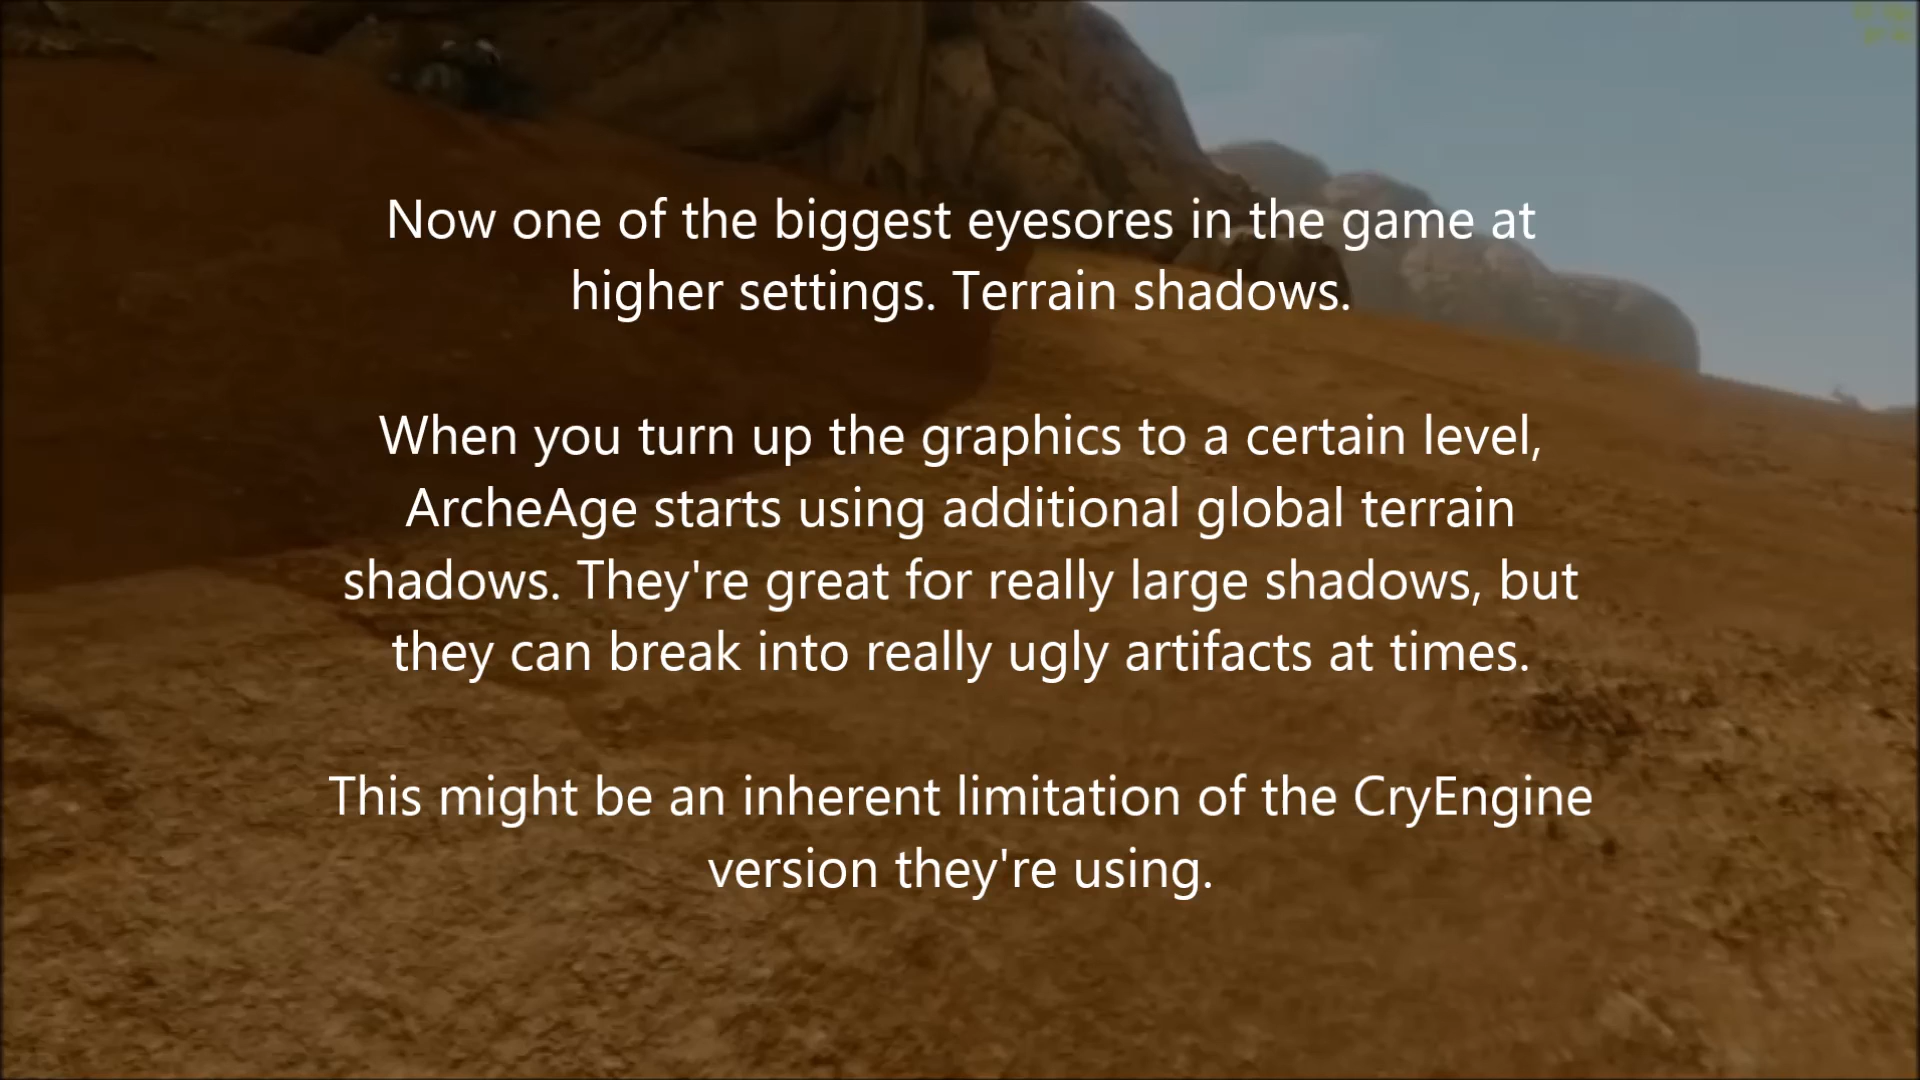 Now one of the biggest eyesores in the game at
higher settings. Terrain shadows.
When you turn up the graphics to a certain level,
ArcheAge starts using additional global terrain
shadows. They're great for really large shadows, but
they can break into really ugly artifacts at times.
This might be an inherent limitation of the CryEngine
version they're using.